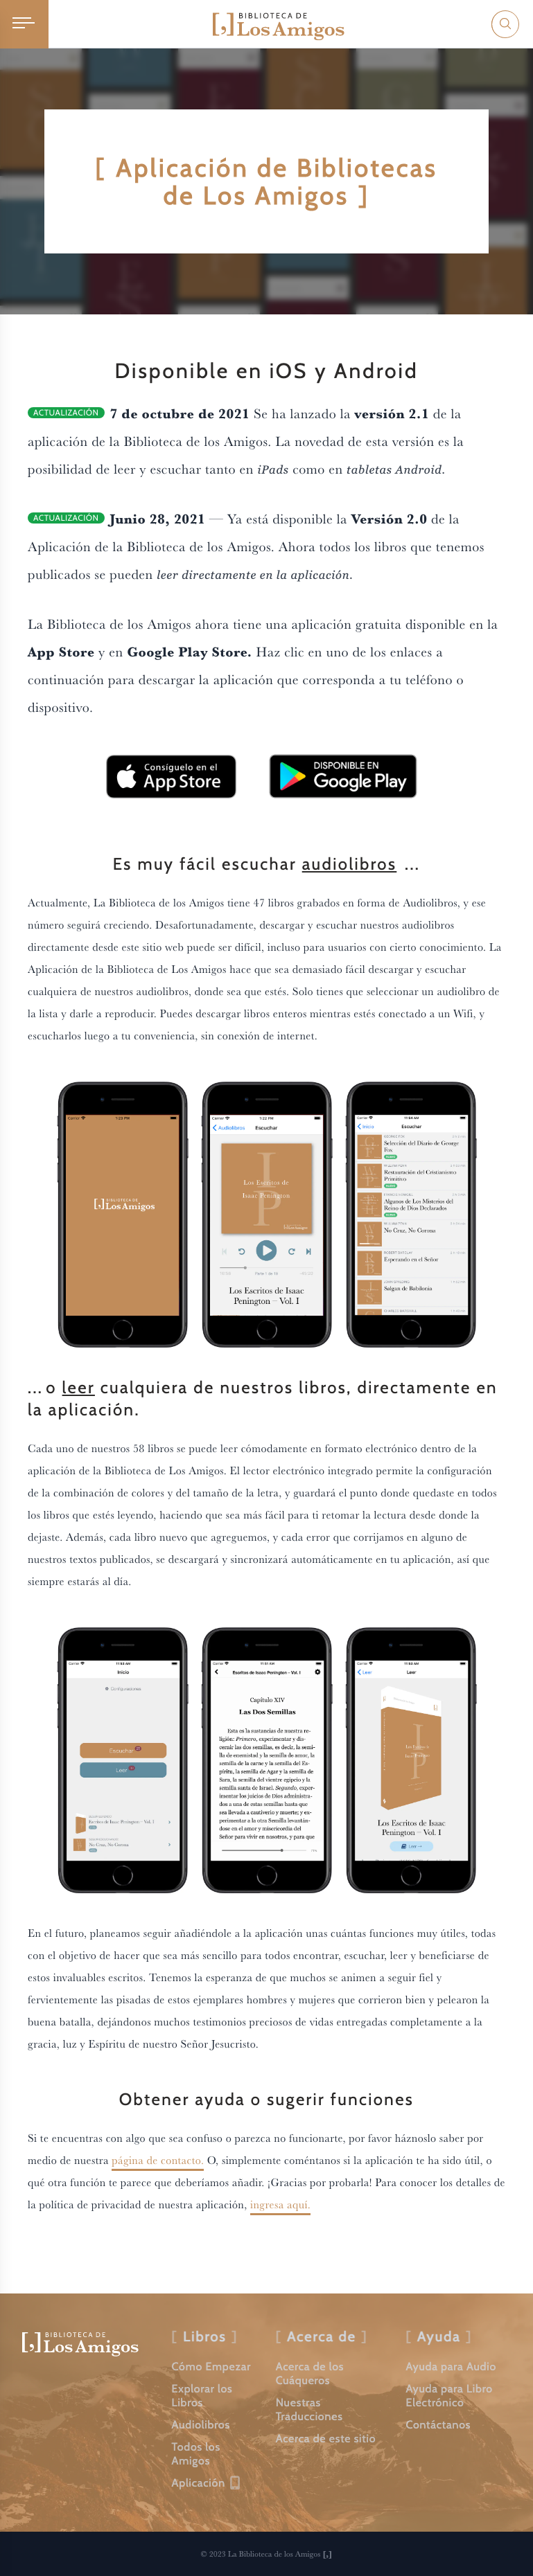 BIBLIOTECA DE
[,] Los Amigos
[ Aplicación de Bibliotecas
de Los Amigos ]
Disponible en iOS y Android
ACTUALIZACIÓN 7 de octubre de 2021 Se ha lanzado la versión 2.1 de la
aplicación de la Biblioteca de los Amigos. La novedad de esta versión es la
posibilidad de leer y escuchar tanto en iPads como en tabletas Android.
ACTUALIZACIÓN Junio 28, 2021 — Ya está disponible la Versión 2.0 de la
Aplicación de la Biblioteca de los Amigos. Ahora todos los libros que tenemos
publicados se pueden leer directamente en la aplicación.
La Biblioteca de los Amigos ahora tiene una aplicación gratuita disponible en la
App Store y en Google Play Store. Haz clic en uno de los enlaces a
continuación para descargar la aplicación que corresponda a tu teléfono o
dispositivo.
Consíguelo en el
App Store
DISPONIBLE EN
Google Play
Es muy fácil escuchar audiolibros ...
Actualmente, La Biblioteca de los Amigos tiene 47 libros grabados en forma de Audiolibros, y ese
número seguirá creciendo. Desafortunadamente, descargar y escuchar nuestros audiolibros
directamente desde este sitio web puede ser difícil, incluso para usuarios con cierto conocimiento. La
Aplicación de la Biblioteca de Los Amigos hace que sea demasiado fácil descargar y escuchar
cualquiera de nuestros audiolibros, donde sea que estés. Solo tienes que seleccionar un audiolibro de
la lista y darle a reproducir. Puedes descargar libros enteros mientras estés conectado a un Wifi, y
escucharlos luego a tu conveniencia, sin conexión de internet.
BIBLIOTECA DE
[,] Los Amigos
Audiolibros Escuchar
Los Escritos de
Isaac Penington
Los Escritos de Isaac
Penington – Vol. I
Inicio Escuchar
Selección del Diario de George
Fox
Restauración del Cristianismo
Primitivo
Algunos de Los Misterios del
Reino de Dios Declarados
No Cruz, No Corona
Esperando en el Señor
Salgan de Babilonia
... o leer cualquiera de nuestros libros, directamente en
la aplicación.
Cada uno de nuestros 58 libros se puede leer cómodamente en formato electrónico dentro de la
aplicación de la Biblioteca de Los Amigos. El lector electrónico integrado permite la configuración
de la combinación de colores y del tamaño de la letra, y guardará el punto donde quedaste en todos
los libros que estés leyendo, haciendo que sea más fácil para ti retomar la lectura desde donde la
dejaste. Además, cada libro nuevo que agreguemos, y cada error que corrijamos en alguno de
nuestros textos publicados, se descargará y sincronizará automáticamente en tu aplicación, así que
siempre estarás al día.
Inicio
Configuraciones
Escuchar
Leer
Escritos de Isaac Penington – Vol. I
No Cruz, No Corona
Escritos de Isaac Penington – Vol. I
Capítulo XIV
Las Dos Semillas
Leer Leer
Los Escritos de Isaac
Penington – Vol. I
En el futuro, planeamos seguir añadiéndole a la aplicación unas cuántas funciones muy útiles, todas
con el objetivo de hacer que sea más sencillo para todos encontrar, escuchar, leer y beneficiarse de
estos invaluables escritos. Tenemos la esperanza de que muchos se animen a seguir fiel y
fervientemente las pisadas de estos ejemplares hombres y mujeres que corrieron bien y pelearon la
buena batalla, dejándonos muchos testimonios preciosos de vidas entregadas completamente a la
gracia, luz y Espíritu de nuestro Señor Jesucristo.
Obtener ayuda o sugerir funciones
Si te encuentras con algo que sea confuso o parezca no funcionarte, por favor háznoslo saber por
medio de nuestra página de contacto. O, simplemente coméntanos si la aplicación te ha sido útil, o
qué otra función te parece que deberíamos añadir. ¡Gracias por probarla! Para conocer los detalles de
la política de privacidad de nuestra aplicación, ingresa aquí.
BIBLIOTECA DE
[,] Los Amigos
[ Libros ]
Cómo Empezar
Explorar los
Libros
Audiolibros
Todos los
Amigos
Aplicación
[ Acerca de ]
Acerca de los
Cuáqueros
Nuestras
Traducciones
Acerca de este sitio
[ Ayuda ]
Ayuda para Audio
Ayuda para Libro
Electrónico
Contáctanos
© 2023 La Biblioteca de los Amigos [,]